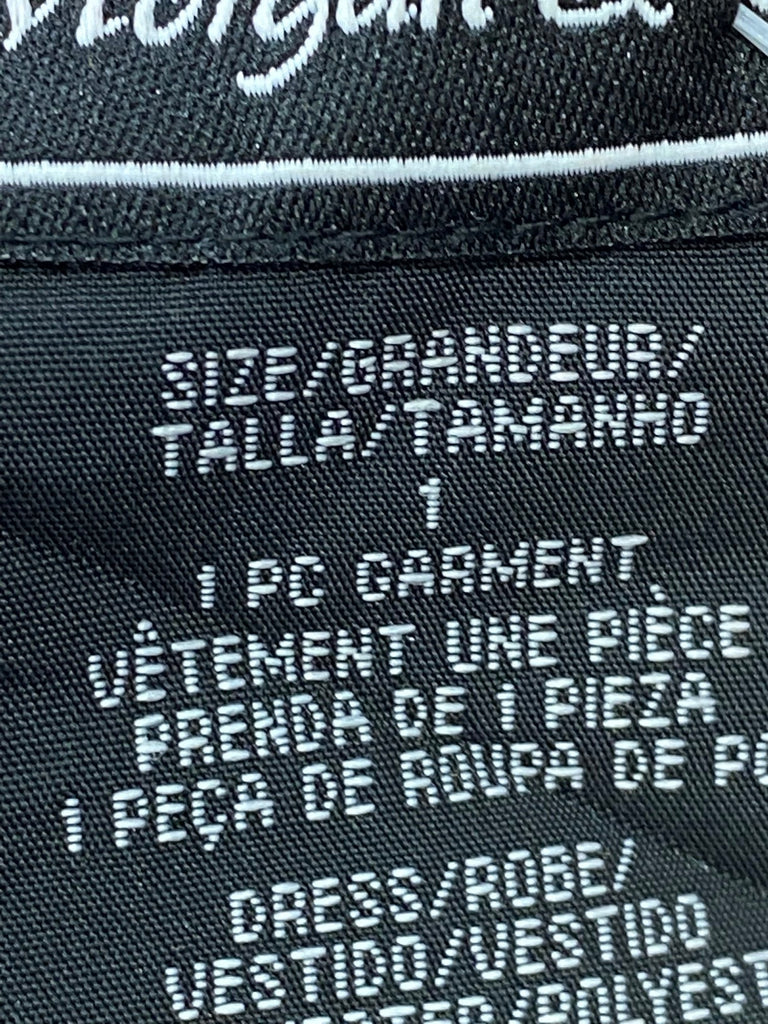 SIZE/GRANDEUR/
TALLA/TAMANHO
1
1 PC GARMENT
VÊTEMENT UNE PIÈCE
PRENDA DE 1 PIEZA
1 PEÇA DE ROUPA DE
DRESS/ROBE/
VESTIDO/VESTIDO